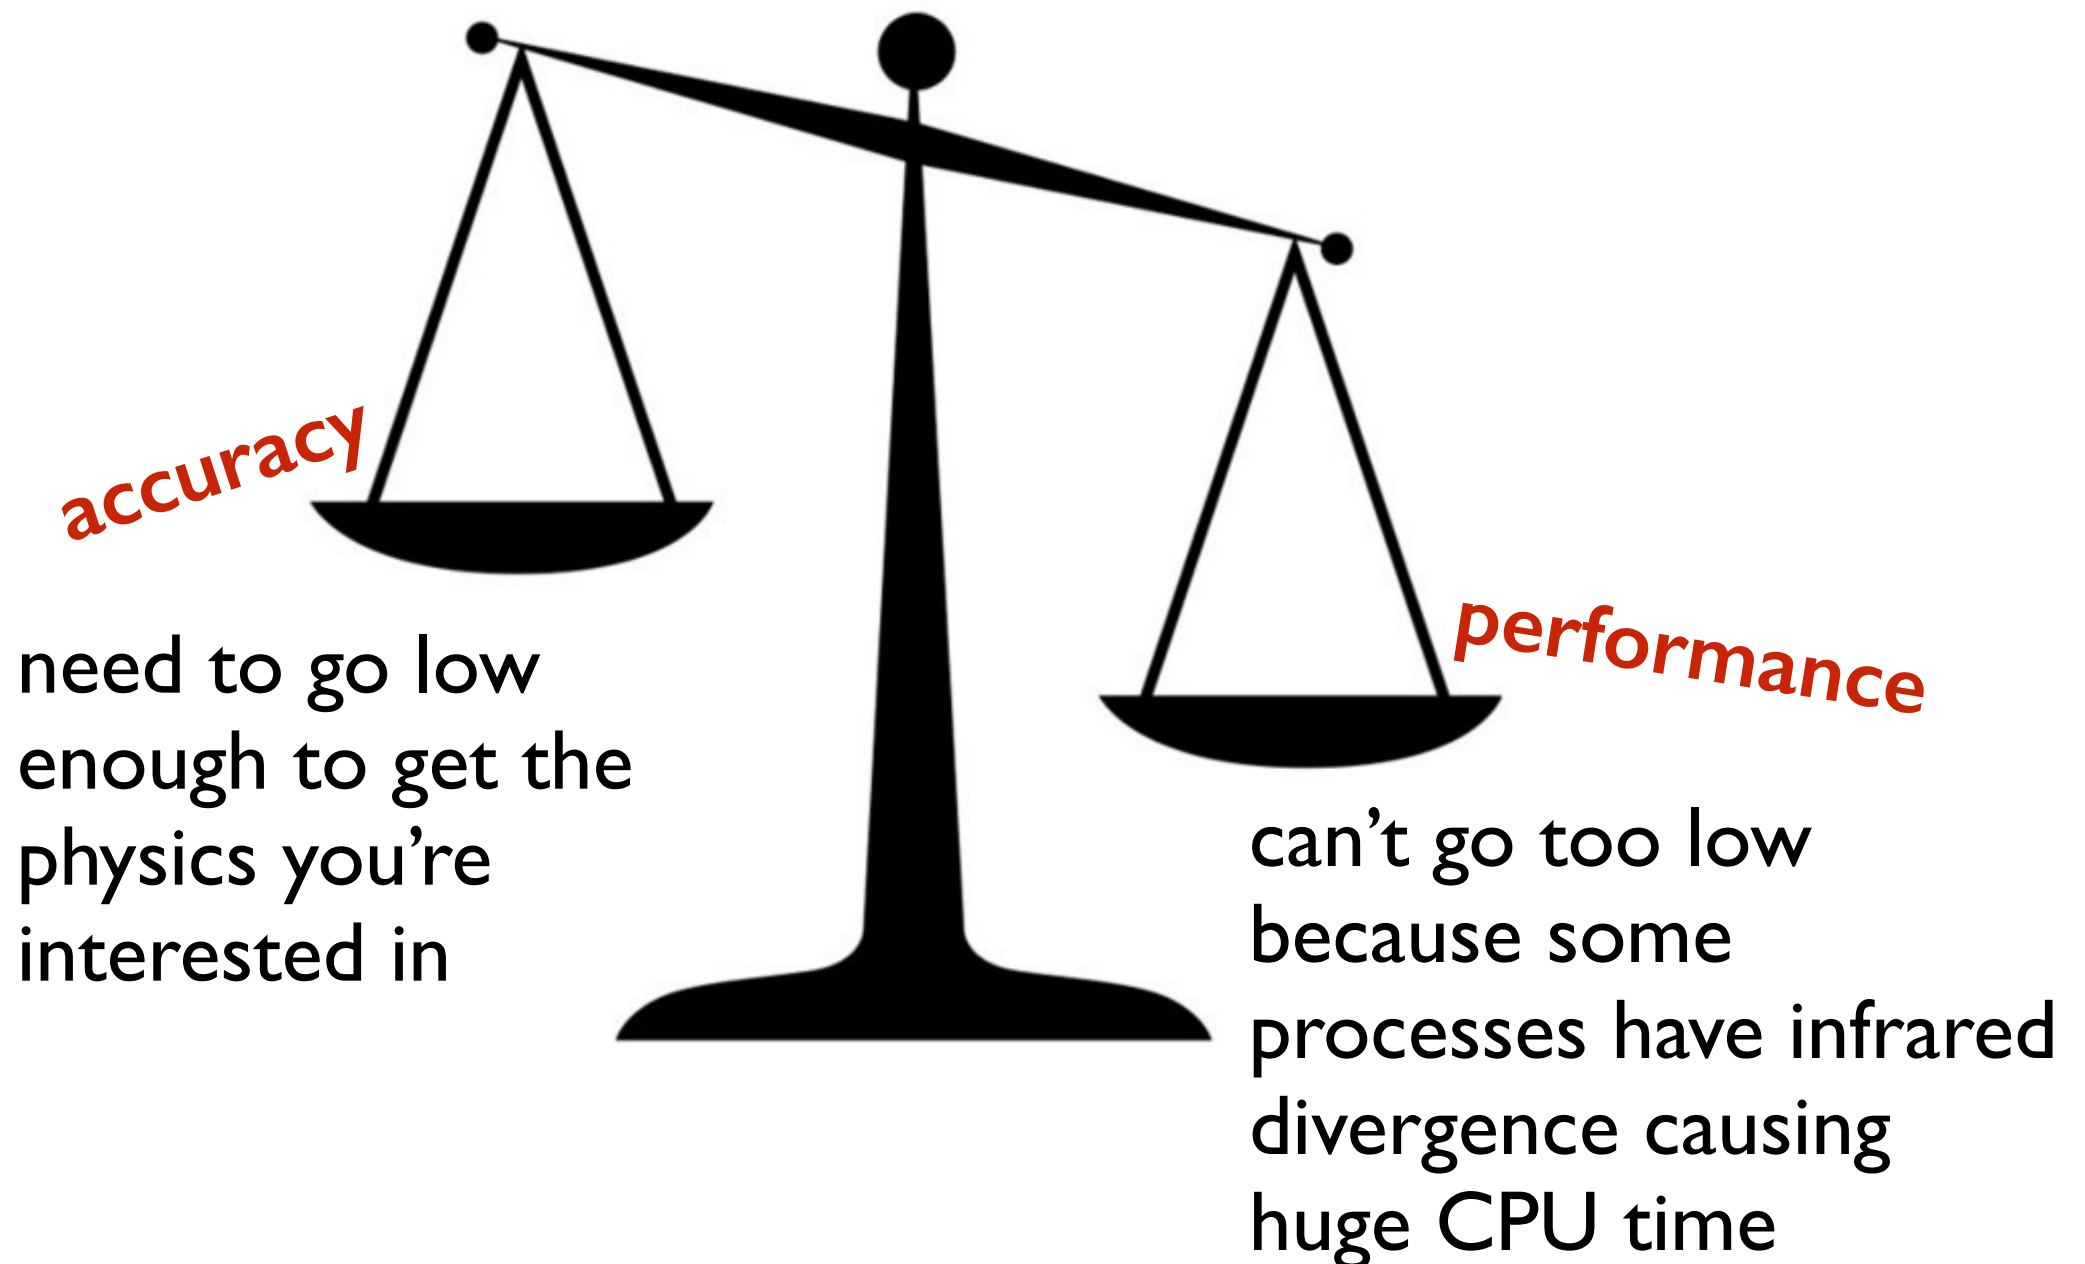 accuracy
need to go low
enough to get the
physics you’re
interested in
performance
can’t go too low
because some
processes have infrared
divergence causing
huge CPU time